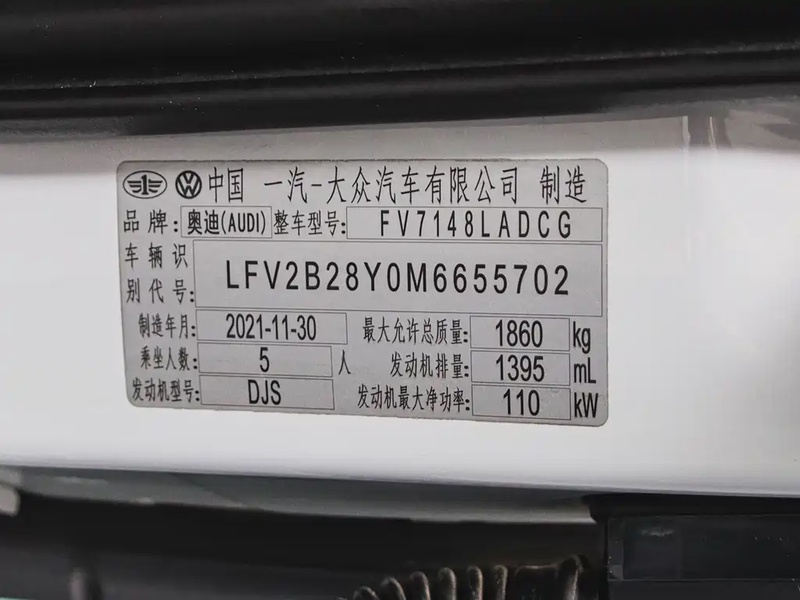 中国 一汽-大众汽车有限公司 制造
品牌: 奥迪(AUDI) 整车型号: FV7148LADCG
车辆识别代号: LFV2B28Y0M6655702
制造年月: 2021-11-30 最大允许总质量: 1860 kg
乘坐人数: 5 人 发动机排量: 1395 mL
发动机型号: DJS 发动机最大净功率: 110 kW